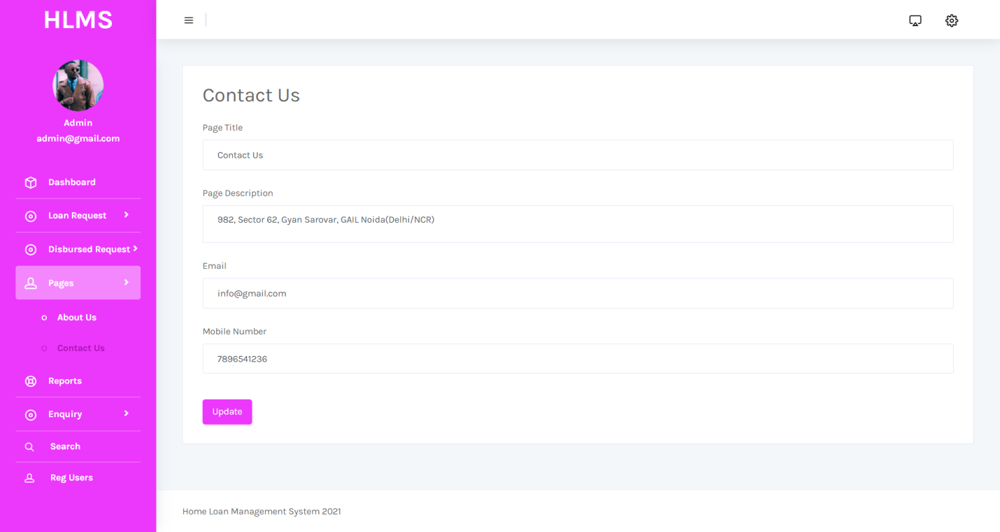 HLMS
Admin
admin@gmail.com
Dashboard
Loan Request
Disbursed Request
Pages
About Us
Contact Us
Reports
Enquiry
Search
Reg Users
Contact Us
Page Title
Contact Us
Page Description
982, Sector 62, Gyan Sarovar, GAIL Noida(Delhi/NCR)
Email
info@gmail.com
Mobile Number
7896541236
Update
Home Loan Management System 2021